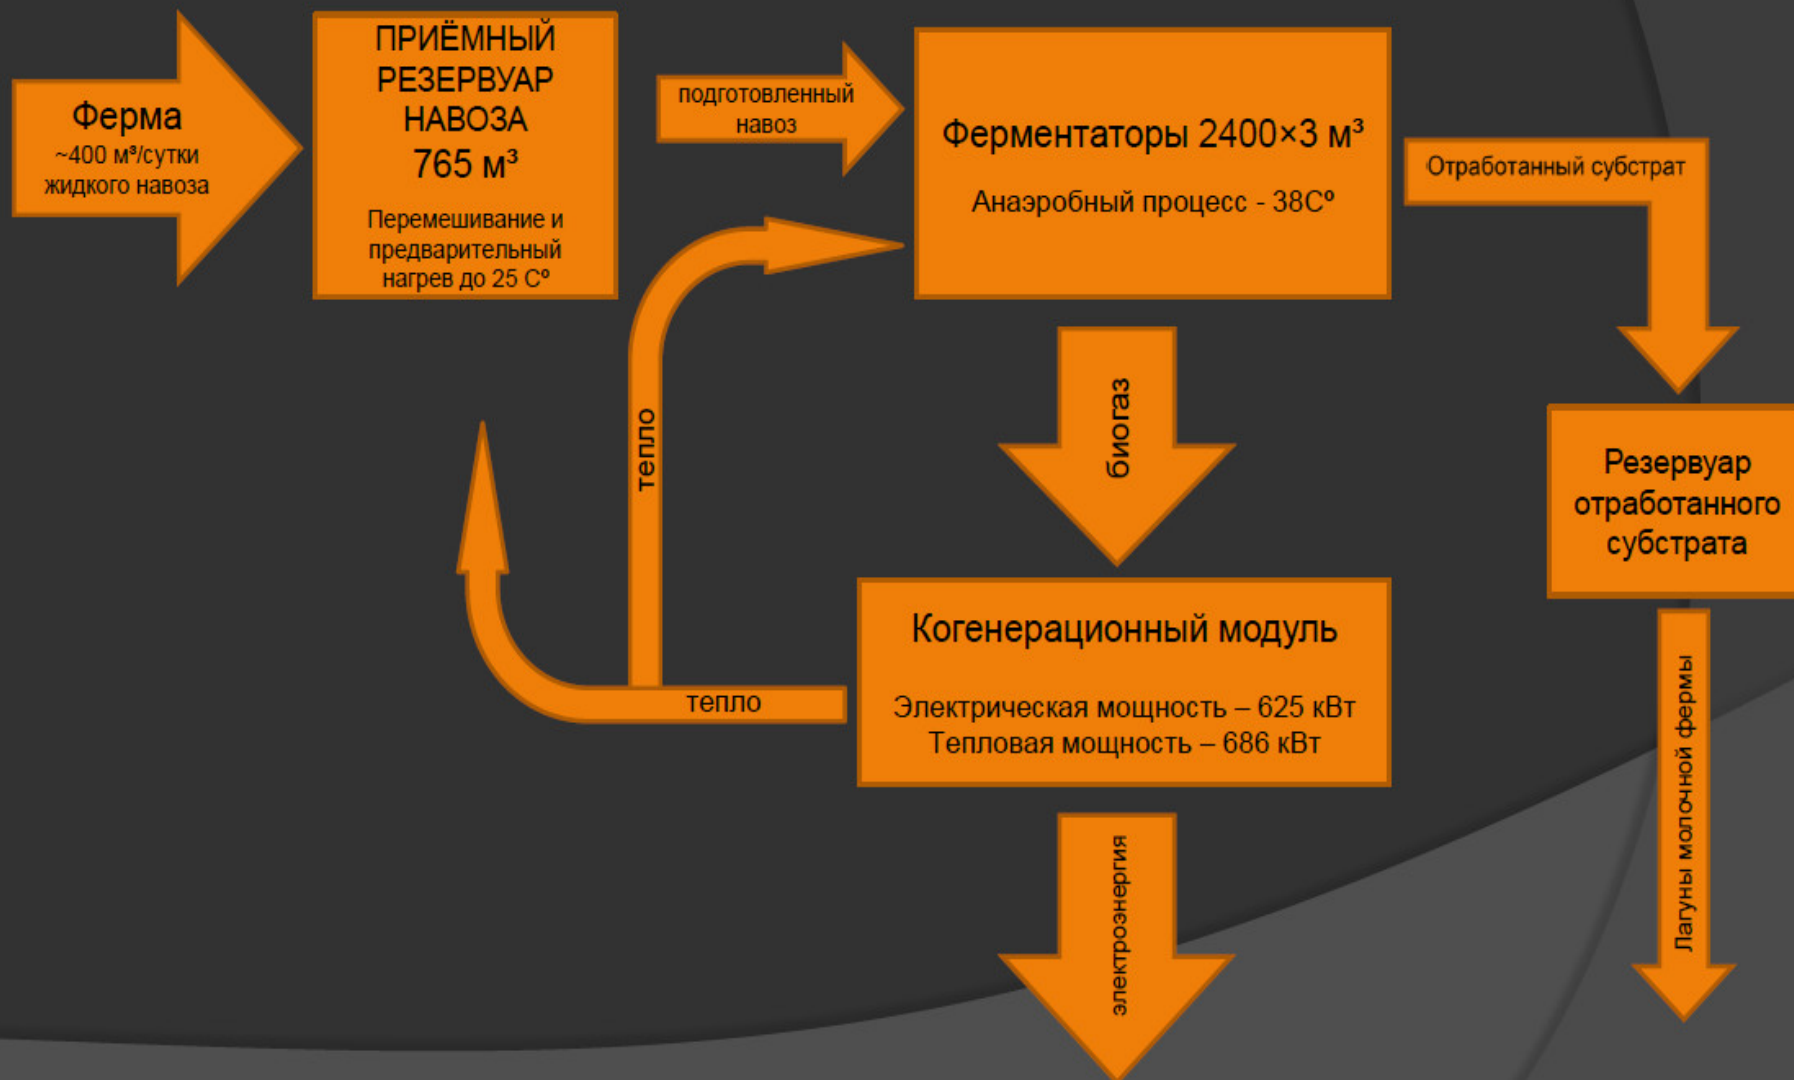 Ферма
~400 м³/сутки
жидкого навоза
ПРИЁМНЫЙ
РЕЗЕРВУАР
НАВОЗА
765 м³
Перемешивание и
предварительный
нагрев до 25 Сº
подготовленный
навоз
Ферментаторы 2400×3 м³
Анаэробный процесс - 38Сº
Отработанный субстрат
тепло
биогаз
Резервуар
отработанного
субстрата
тепло
Когенерационный модуль
Электрическая мощность – 625 кВт
Тепловая мощность – 686 кВт
Лагуны молочной фермы
электроэнергия